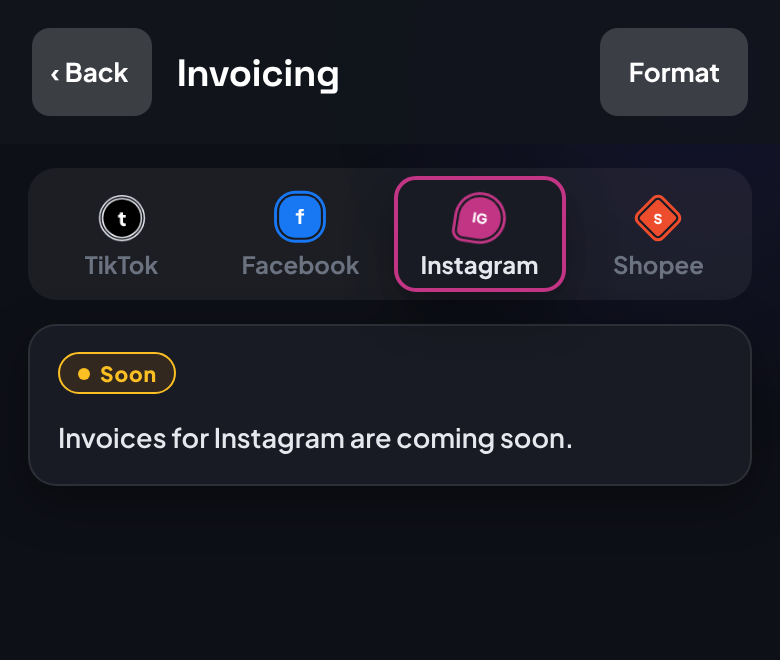 ‹ Back
Invoicing
Format
t
f
IG
S
TikTok
Facebook
Instagram
Shopee
Soon
Invoices for Instagram are coming soon.